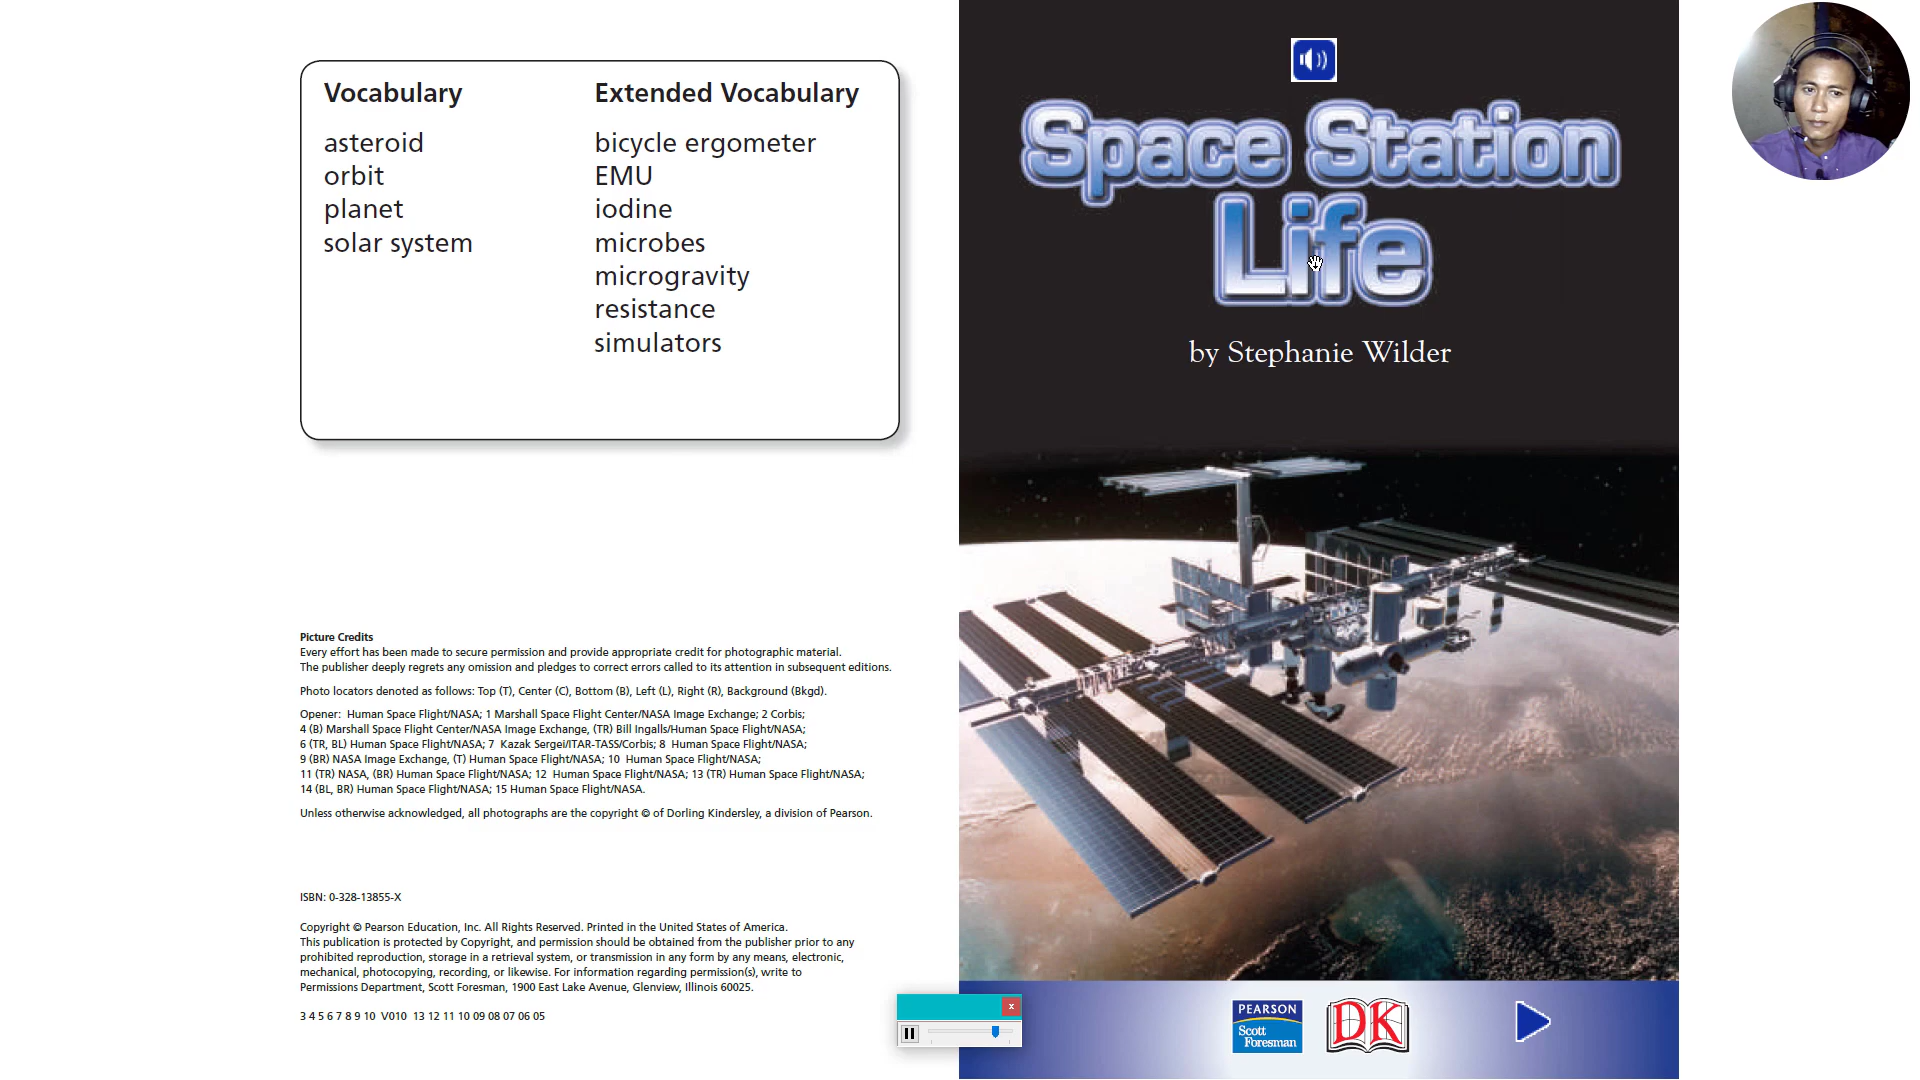 Vocabulary
asteroid
orbit
planet
solar system
Extended Vocabulary
bicycle ergometer
EMU
iodine
microbes
microgravity
resistance
simulators
Picture Credits
Every effort has been made to secure permission and provide appropriate credit for photographic material.
The publisher deeply regrets any omission and pledges to correct errors called to its attention in subsequent editions.
Photo locators denoted as follows: Top (T), Center (C), Bottom (B), Left (L), Right (R), Background (Bkgd).
Opener: Human Space Flight/NASA; 1 Marshall Space Flight Center/NASA Image Exchange; 2 Corbis;
4 (B) Marshall Space Flight Center/NASA Image Exchange, (TR) Bill Ingalls/Human Space Flight/NASA;
6 (TR, BL) Human Space Flight/NASA; 7 Kazak Sergei/ITAR-TASS/Corbis; 8 Human Space Flight/NASA;
9 (BR) NASA Image Exchange, (T) Human Space Flight/NASA; 10 Human Space Flight/NASA;
11 (TR) NASA, (BR) Human Space Flight/NASA; 12 Human Space Flight/NASA; 13 (TR) Human Space Flight/NASA;
14 (BL, BR) Human Space Flight/NASA; 15 Human Space Flight/NASA.
Unless otherwise acknowledged, all photographs are the copyright © of Dorling Kindersley, a division of Pearson.
ISBN: 0-328-13855-X
Copyright © Pearson Education, Inc. All Rights Reserved. Printed in the United States of America.
This publication is protected by Copyright, and permission should be obtained from the publisher prior to any
prohibited reproduction, storage in a retrieval system, or transmission in any form by any means, electronic,
mechanical, photocopying, recording, or likewise. For information regarding permission(s), write to
Permissions Department, Scott Foresman, 1900 East Lake Avenue, Glenview, Illinois 60025.
3 4 5 6 7 8 9 10 V010 13 12 11 10 09 08 07 06 05
Space Station
Life
by Stephanie Wilder
PEARSON
Scott
Foresman
DK
x